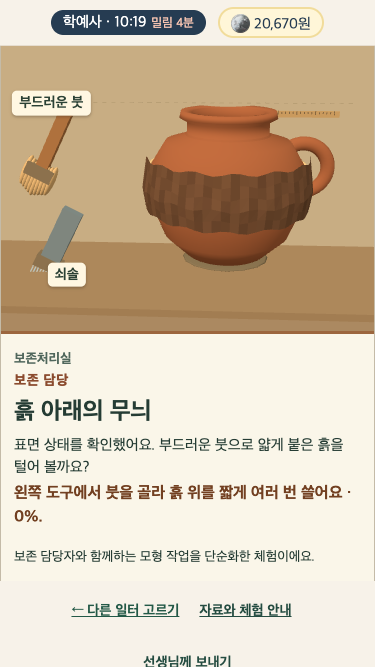 학예사 · 10:19 밀림 4분
20,670원
부드러운 붓
쇠솔
보존처리실
보존 담당
흙 아래의 무늬
표면 상태를 확인했어요. 부드러운 붓으로 얇게 붙은 흙을
털어 볼까요?
왼쪽 도구에서 붓을 골라 흙 위를 짧게 여러 번 쓸어요 ·
0%.
보존 담당자와 함께하는 모형 작업을 단순화한 체험이에요.
← 다른 일터 고르기 자료와 체험 안내
선생님께 보내기